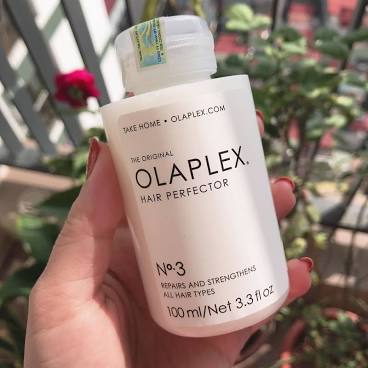 TAKE HOME • OLAPLEX.COM
THE ORIGINAL
OLAPLEX.
HAIR PERFECTOR
Nº.3
REPAIRS AND STRENGTHENS
ALL HAIR TYPES
100 ml/Net 3.3 fl oz